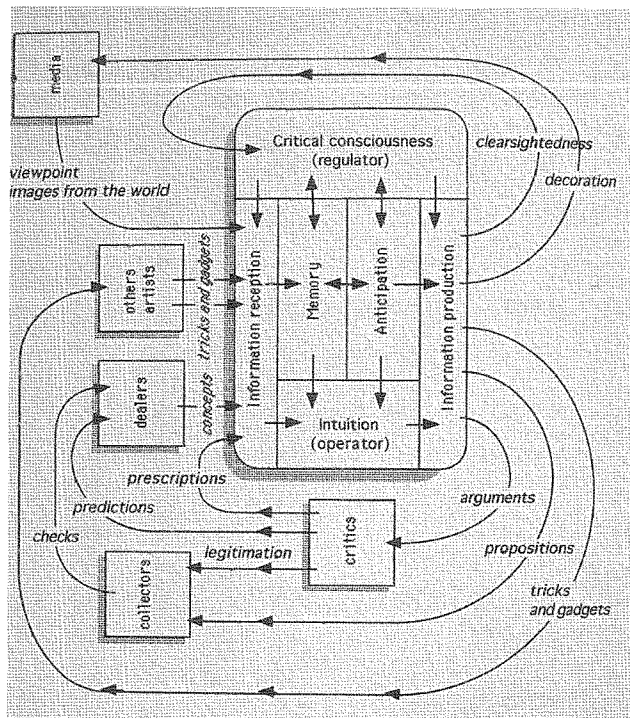 media
viewpoint
images from the world
Critical consciousness
(regulator)
clearsightedness
decoration
others
artists
tricks and gadgets
Information reception
Memory
Anticipation
Information production
dealers
concepts
Intuition
(operator)
prescriptions
predictions
checks
legitimation
critics
collectors
arguments
propositions
tricks
and gadgets